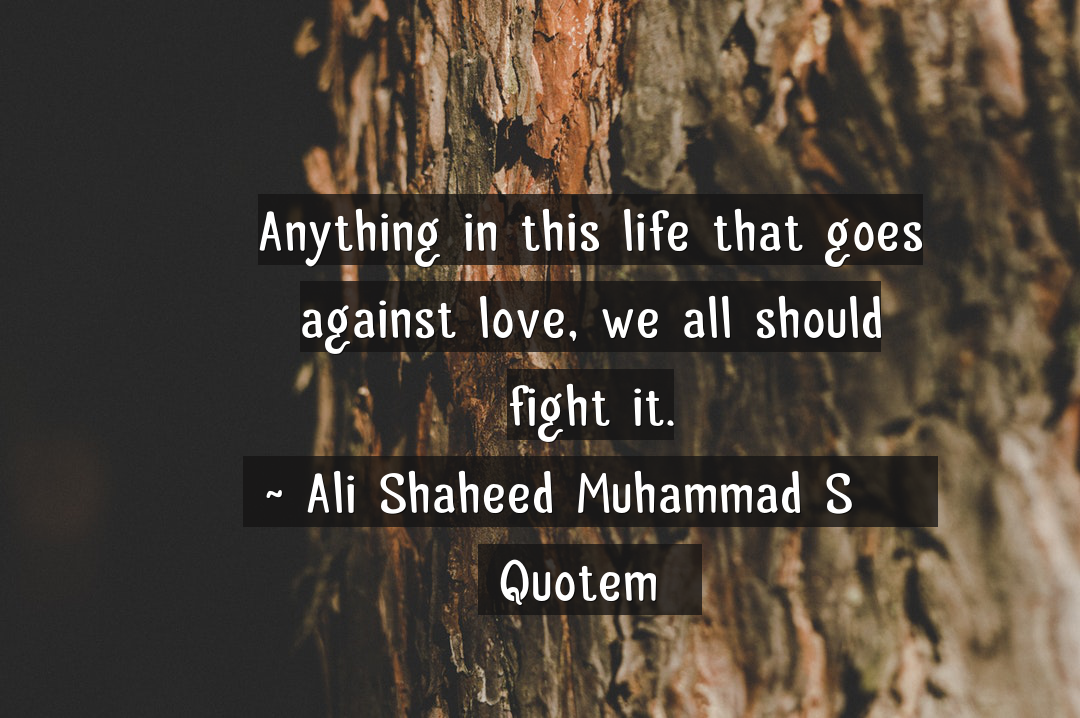 Anything in this life that goes
against love, we all should
fight it.
~ Ali Shaheed Muhammad S
Quotem